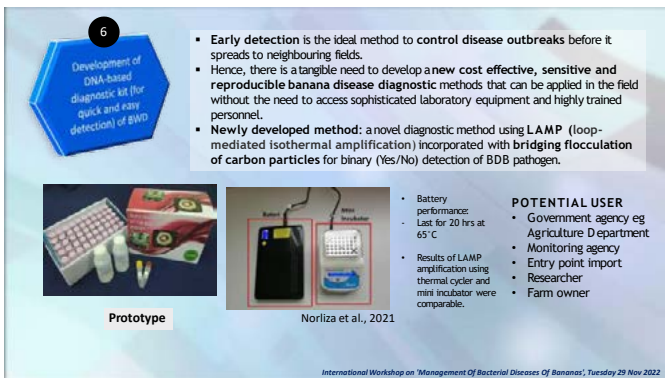 6
Development of
DNA-based
diagnostic kit (for
quick and easy
detection) of BWD
▪ Early detection is the ideal method to control disease outbreaks before it
spreads to neighbouring fields.
▪ Hence, there is a tangible need to develop a new cost effective, sensitive and
reproducible banana disease diagnostic methods that can be applied in the field
without the need to access sophisticated laboratory equipment and highly trained
personnel.
▪ Newly developed method: a novel diagnostic method using LAMP (loop-
mediated isothermal amplification) incorporated with bridging flocculation
of carbon particles for binary (Yes/No) detection of BDB pathogen.
Mini
Incubator
Prototype
Norliza et al., 2021
• Battery
performance:
- Last for 20 hrs at
65˚C
• Results of LAMP
amplification using
thermal cycler and
mini incubator were
comparable.
POTENTIAL USER
• Government agency eg
Agriculture Department
• Monitoring agency
• Entry point import
• Researcher
• Farm owner
International Workshop on 'Management Of Bacterial Diseases Of Bananas', Tuesday 29 Nov 2022